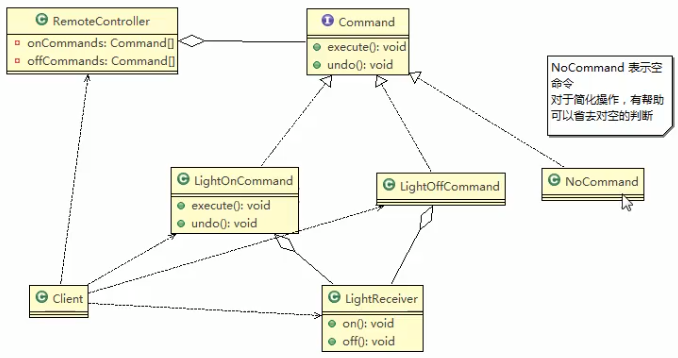 RemoteController
onCommands: Command[]
offCommands: Command[]
Command
execute(): void
undo(): void
NoCommand 表示空
命令
对于简化操作，有帮助
可以省去对空的判断
LightOnCommand
execute(): void
undo(): void
LightOffCommand
NoCommand
Client
LightReceiver
on(): void
off(): void